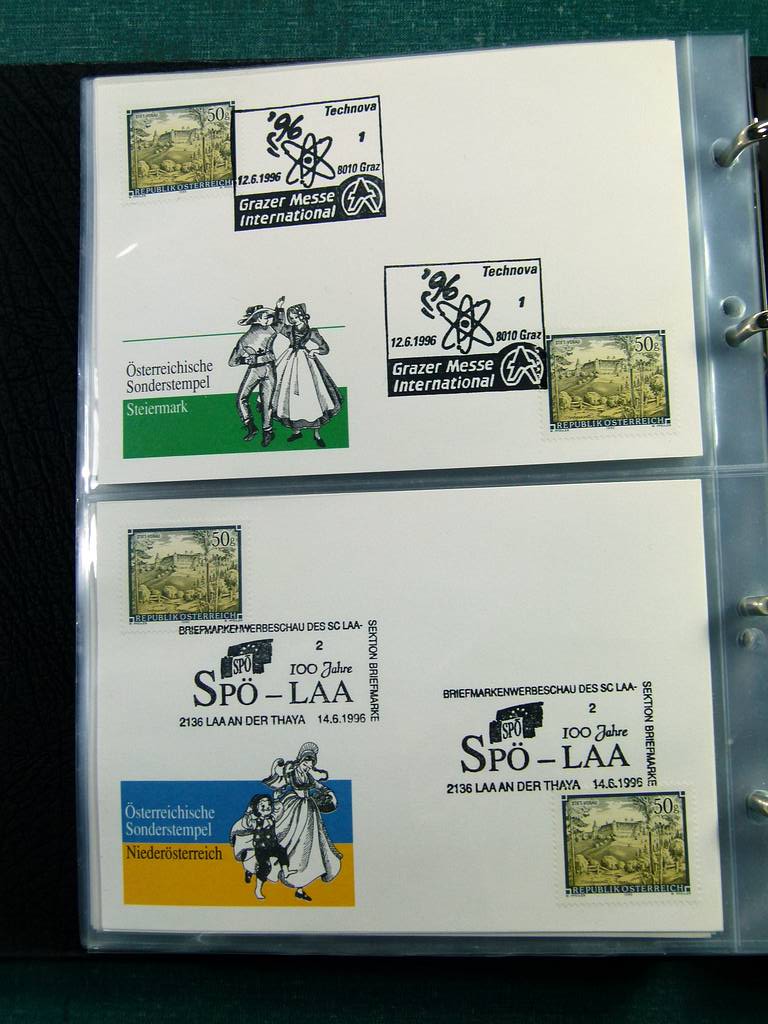 50g
REPUBLIK ÖSTERREICH
Technova
'96
1
12.6.1996
8010 Graz
Grazer Messe
International
Technova
'96
1
12.6.1996
8010 Graz
Grazer Messe
International
Österreichische
Sonderstempel
Steiermark
50g
REPUBLIK ÖSTERREICH
50g
REPUBLIK ÖSTERREICH
BRIEFMARKENWERBESCHAU DES SC LAA-
SEKTION BRIEFMARKE
2
SPÖ
100 Jahre
SPÖ – LAA
2136 LAA AN DER THAYA 14.6.1996
BRIEFMARKENWERBESCHAU DES SC LAA-
SEKTION BRIEFMARKE
2
SPÖ
100 Jahre
SPÖ – LAA
2136 LAA AN DER THAYA 14.6.1996
Österreichische
Sonderstempel
Niederösterreich
50g
REPUBLIK ÖSTERREICH